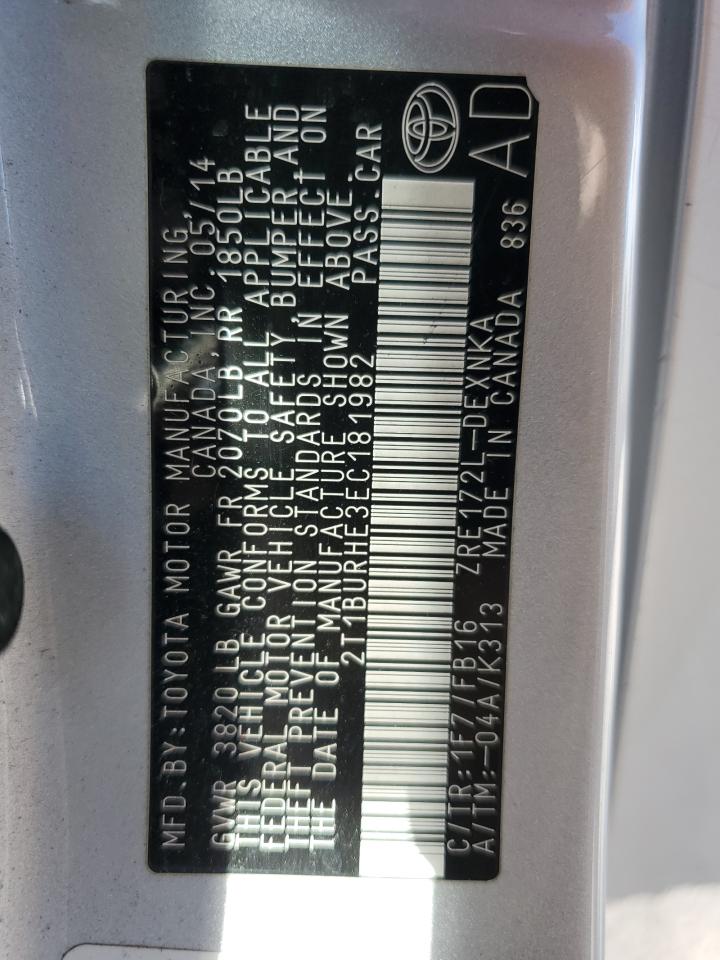 MFD.BY:TOYOTA MOTOR MANUFACTURING,
CANADA, INC. 05/14
GVWR 3820LB GAWR FR 2070LB, RR 1850LB
THIS VEHICLE CONFORMS TO ALL APPLICABLE
FEDERAL MOTOR VEHICLE SAFETY, BUMPER AND
THEFT PREVENTION STANDARDS IN EFFECT ON
THE DATE OF MANUFACTURE SHOWN ABOVE.
2T1BURHE3EC181982 PASS.CAR
C/TR:1F7/FB16 ZRE172L-DEXNKA 836
A/TM:-04A/K313 MADE IN CANADA
AD